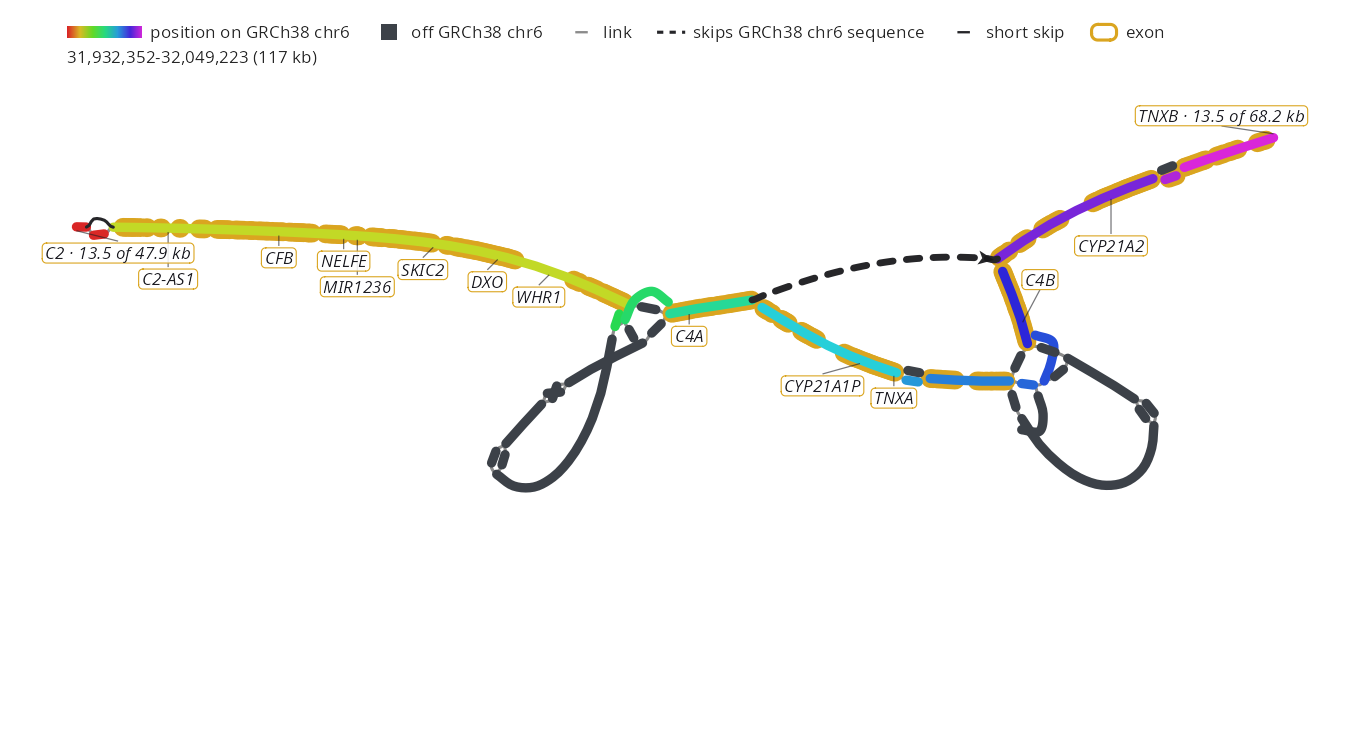 position on GRCh38 chr6
off GRCh38 chr6
link
skips GRCh38 chr6 sequence
short skip
exon
31,932,352-32,049,223 (117 kb)
TNXB · 13.5 of 68.2 kb
C2 · 13.5 of 47.9 kb
C2-AS1
CFB
NELFE
MIR1236
SKIC2
DXO
WHR1
C4A
CYP21A1P
TNXA
C4B
CYP21A2